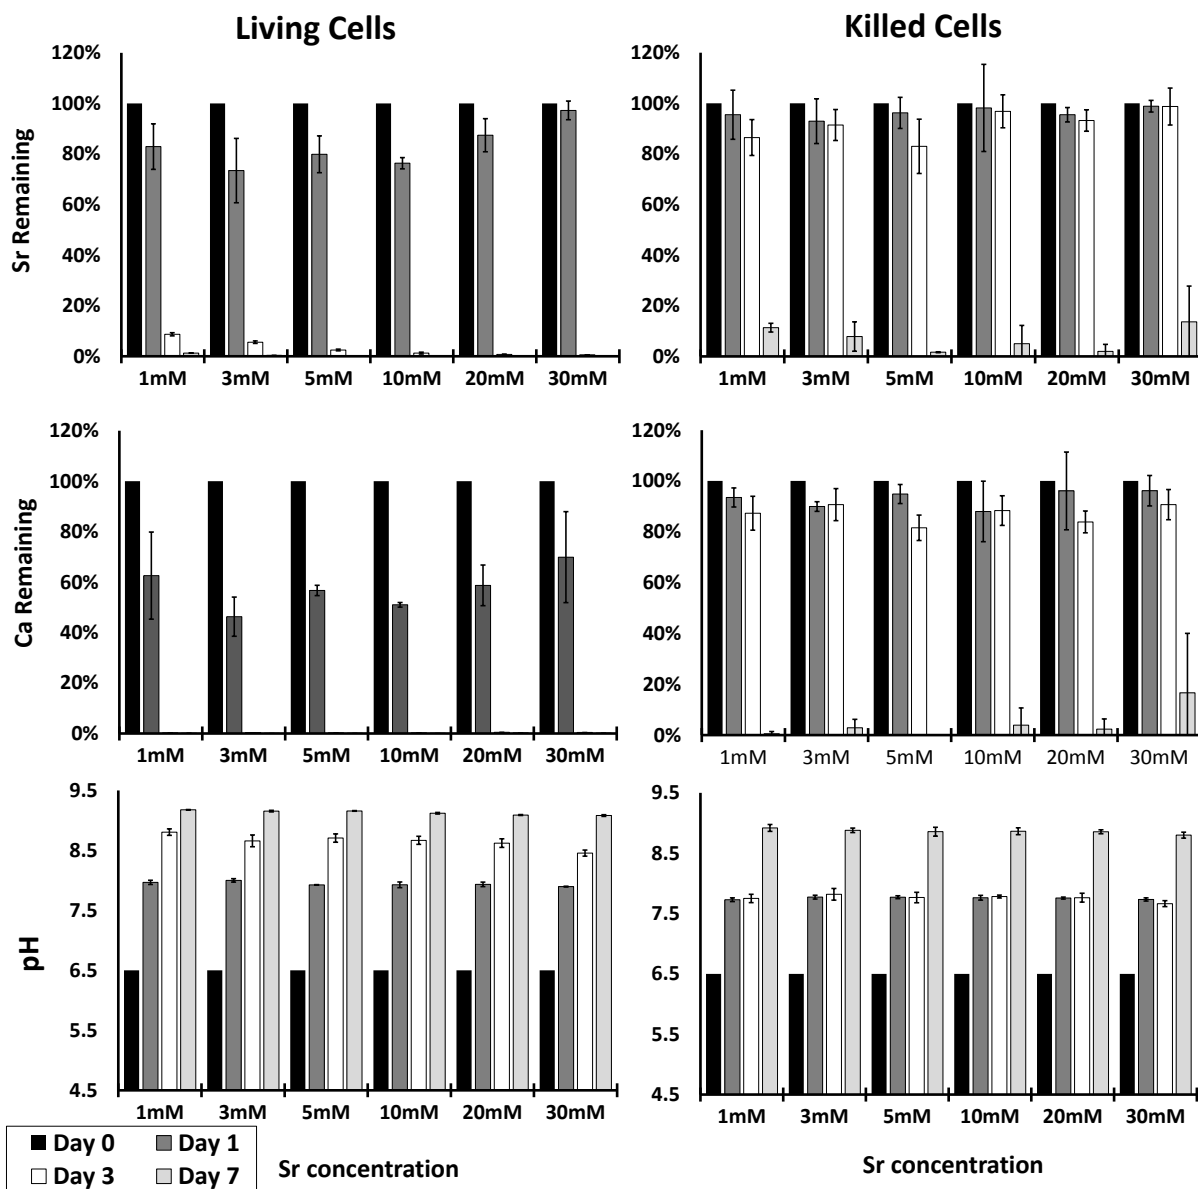 Living Cells
Killed Cells
Sr Remaining
120%
100%
80%
60%
40%
20%
0%
1mM 3mM 5mM 10mM 20mM 30mM
120%
100%
80%
60%
40%
20%
0%
1mM 3mM 5mM 10mM 20mM 30mM
Ca Remaining
120%
100%
80%
60%
40%
20%
0%
1mM 3mM 5mM 10mM 20mM 30mM
120%
100%
80%
60%
40%
20%
0%
1mM 3mM 5mM 10mM 20mM 30mM
pH
9.5
8.5
7.5
6.5
5.5
4.5
1mM 3mM 5mM 10mM 20mM 30mM
9.5
8.5
7.5
6.5
5.5
4.5
1mM 3mM 5mM 10mM 20mM 30mM
Day 0 Day 1
Day 3 Day 7
Sr concentration
Sr concentration